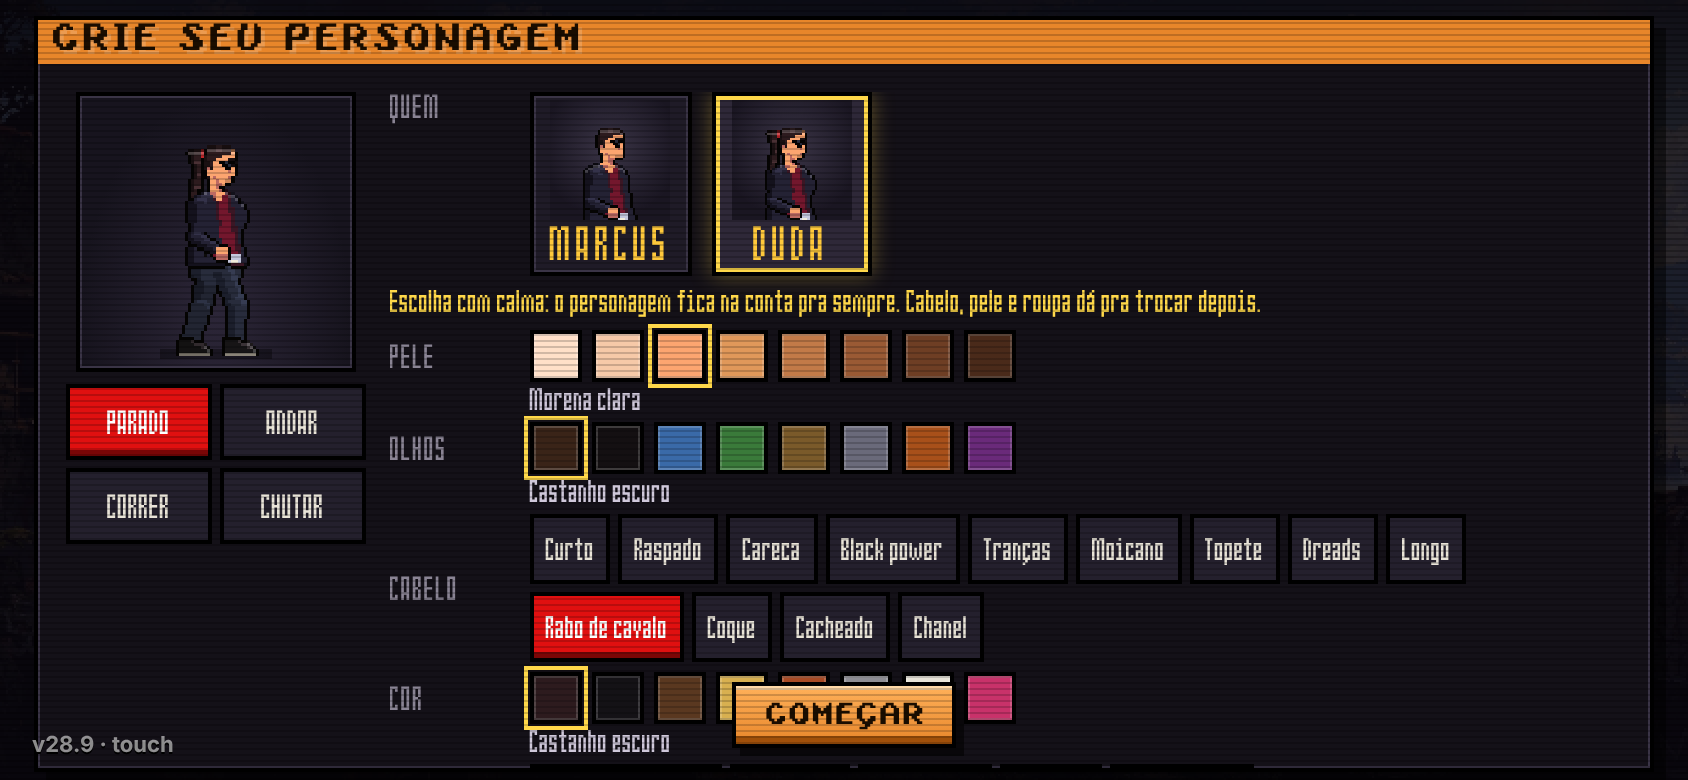 CRIE SEU PERSONAGEM
QUEM
MARCUS
DUDA
Escolha com calma: o personagem fica na conta pra sempre. Cabelo, pele e roupa dá pra trocar depois.
PELE
Morena clara
PARADO
ANDAR
OLHOS
Castanho escuro
CORRER
CHUTAR
CABELO
Curto
Raspado
Careca
Black power
Tranças
Moicano
Topete
Dreads
Longo
Rabo de cavalo
Coque
Cacheado
Chanel
COR
Castanho escuro
COMEÇAR
v28.9 · touch